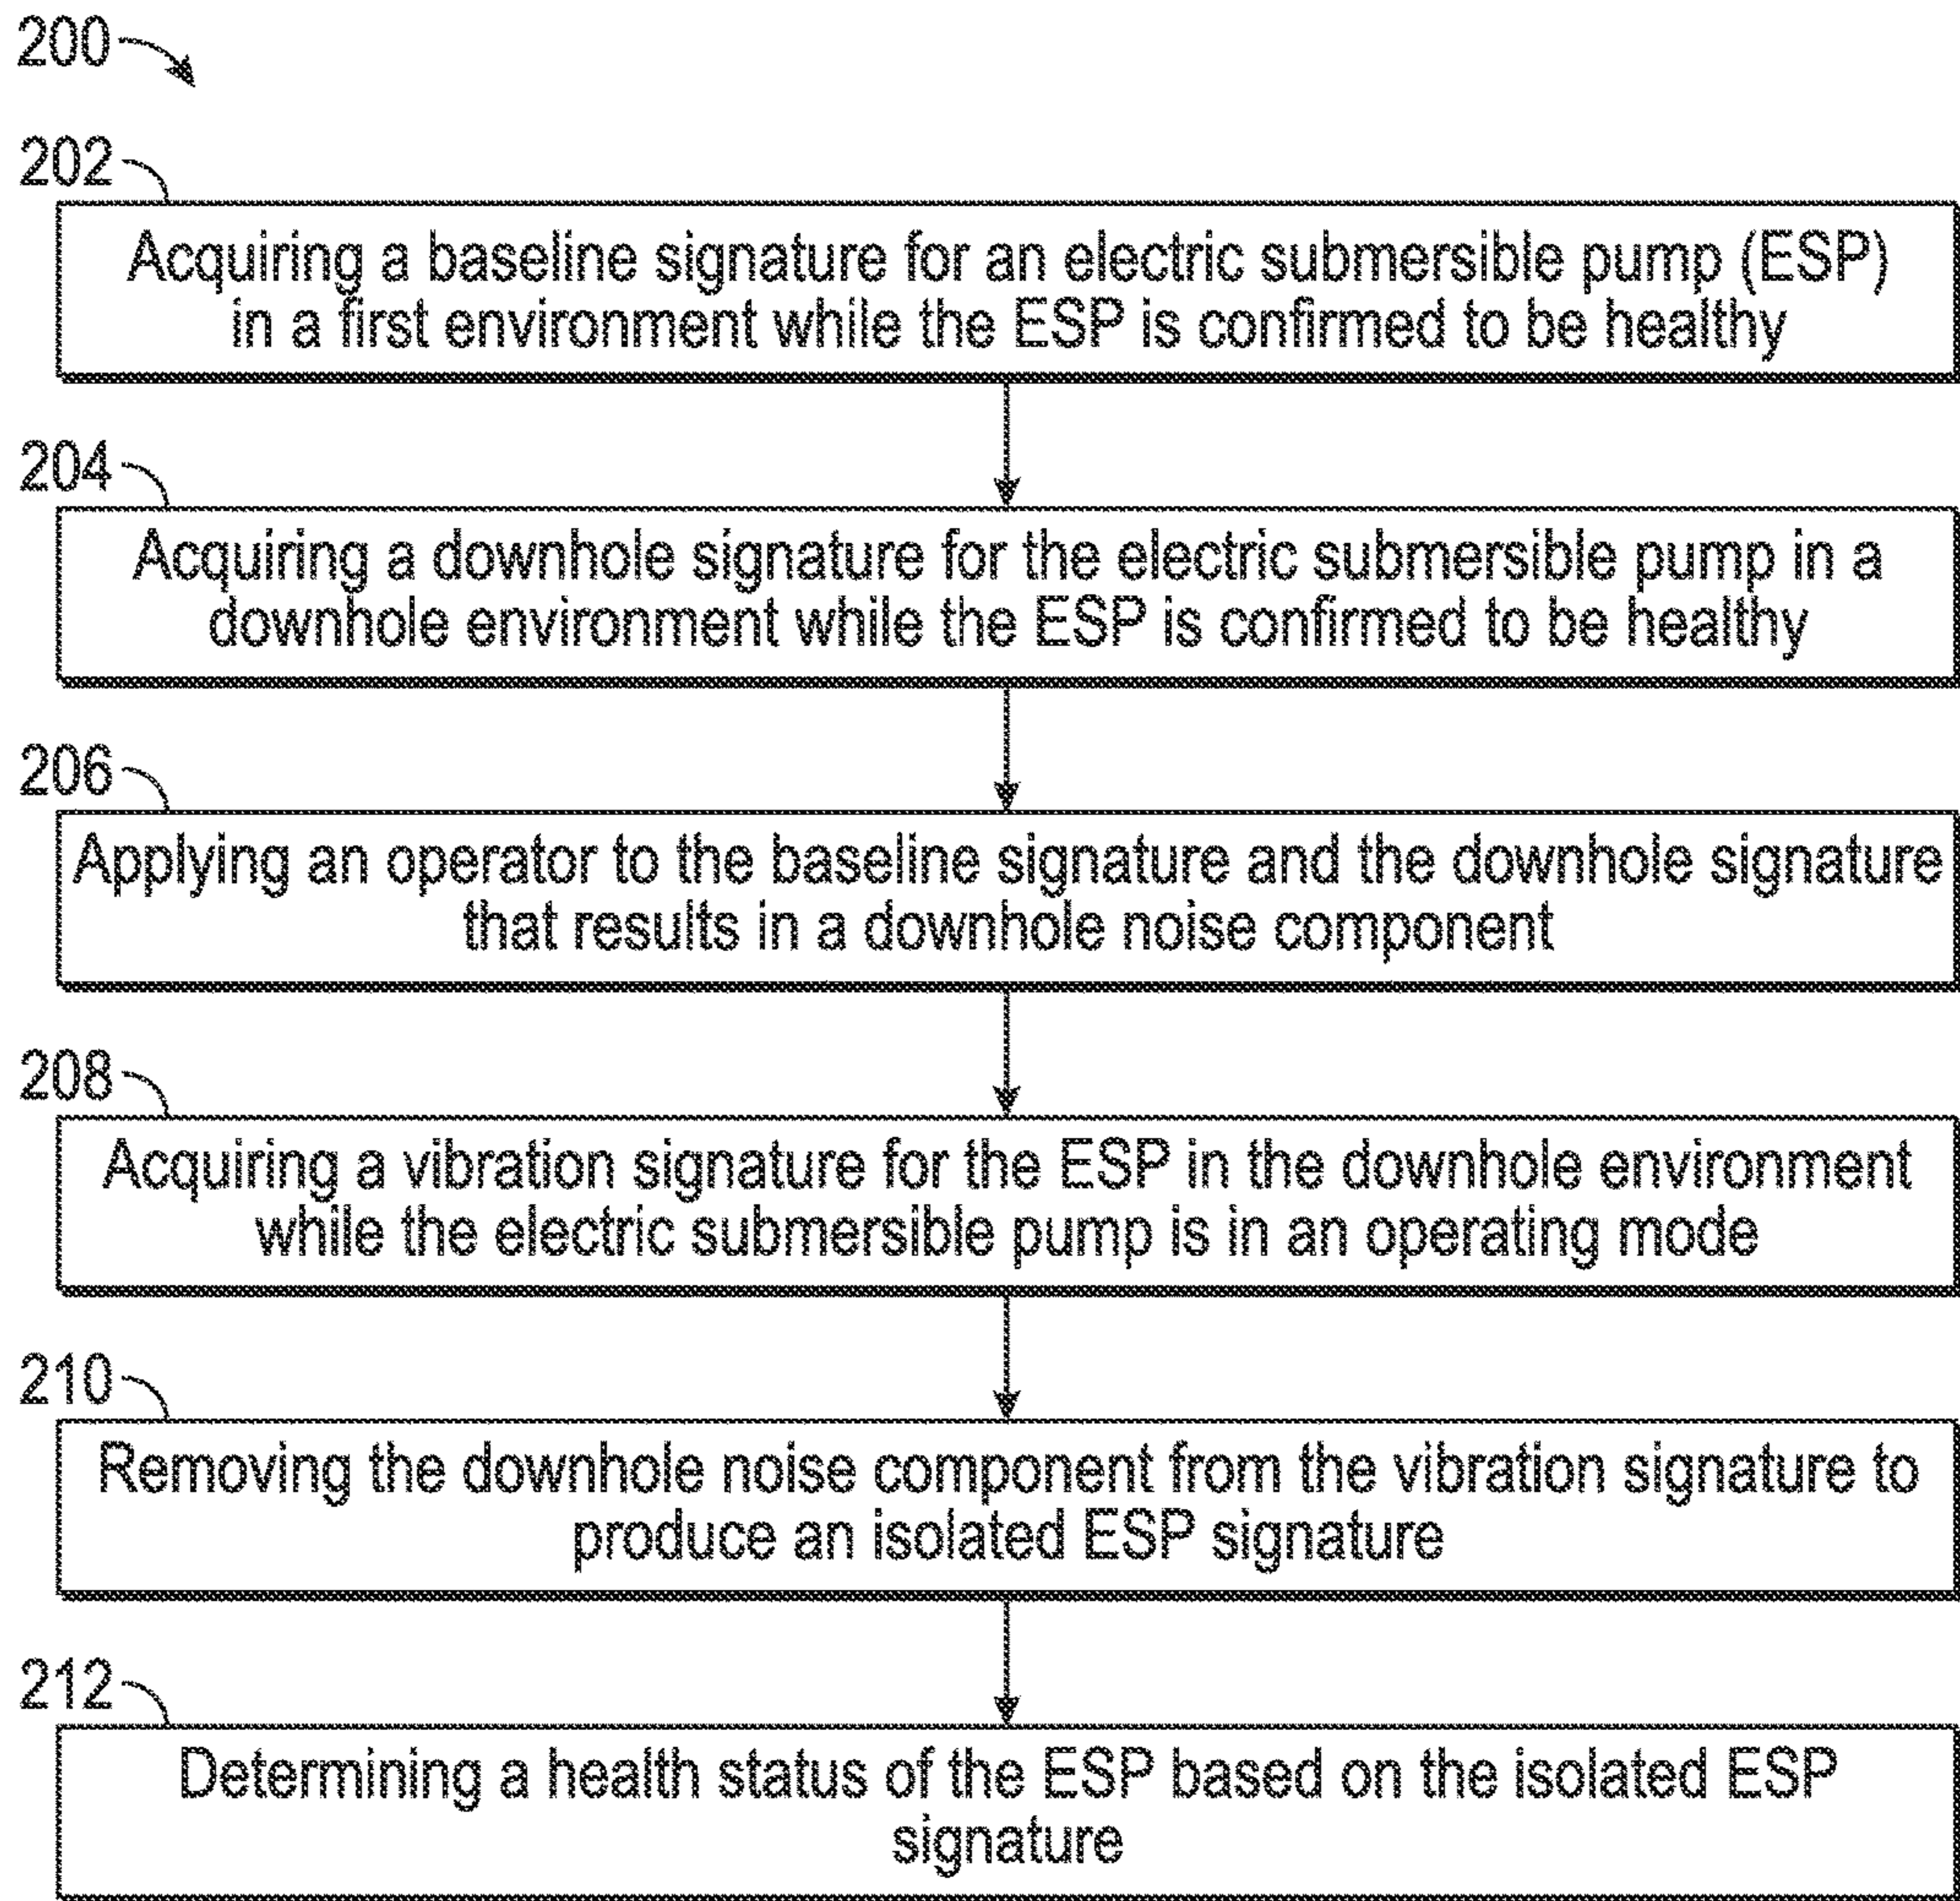 200
202
Acquiring a baseline signature for an electric submersible pump (ESP)
in a first environment while the ESP is confirmed to be healthy
204
Acquiring a downhole signature for the electric submersible pump in a
downhole environment while the ESP is confirmed to be healthy
206
Applying an operator to the baseline signature and the downhole signature
that results in a downhole noise component
208
Acquiring a vibration signature for the ESP in the downhole environment
while the electric submersible pump is in an operating mode
210
Removing the downhole noise component from the vibration signature to
produce an isolated ESP signature
212
Determining a health status of the ESP based on the isolated ESP
signature